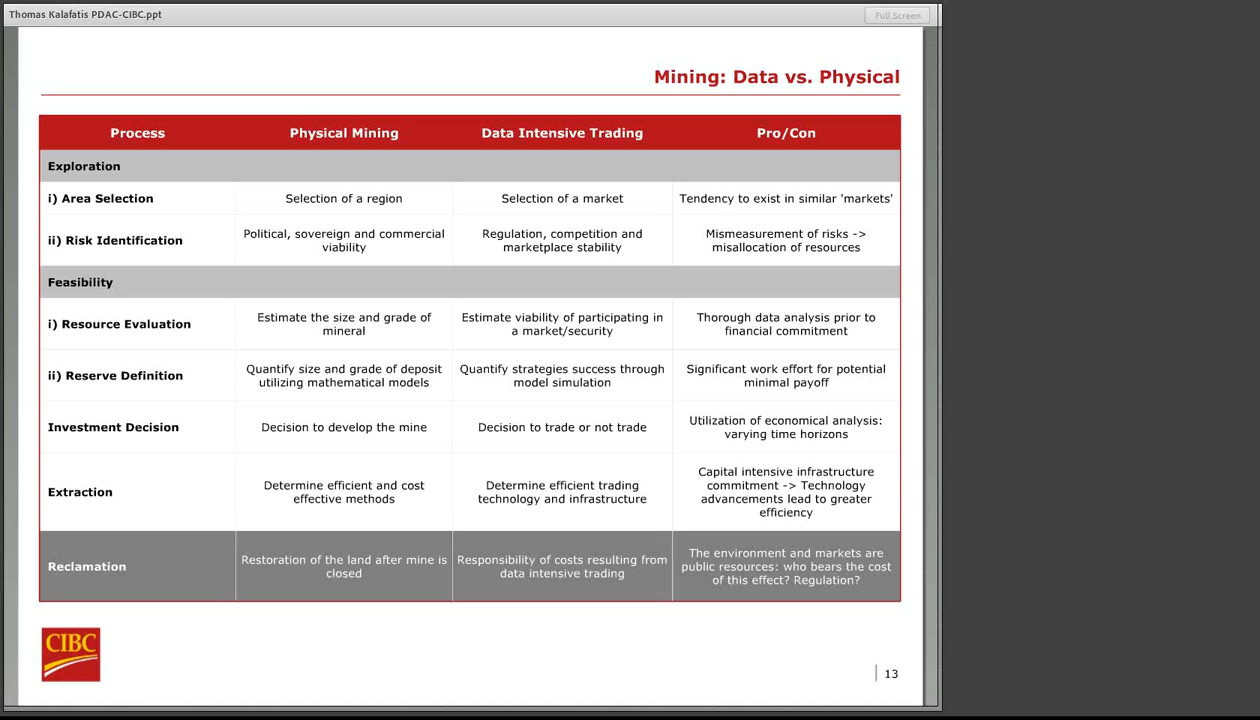 Thomas Kalafatis PDAC-CIBC.ppt
Full Screen
Mining: Data vs. Physical
Process Physical Mining Data Intensive Trading Pro/Con
Exploration
i) Area Selection Selection of a region Selection of a market Tendency to exist in similar 'markets'
ii) Risk Identification
Political, sovereign and commercial
viability
Regulation, competition and
marketplace stability
Mismeasurement of risks ->
misallocation of resources
Feasibility
i) Resource Evaluation
Estimate the size and grade of
mineral
Estimate viability of participating in
a market/security
Thorough data analysis prior to
financial commitment
ii) Reserve Definition
Quantify size and grade of deposit
utilizing mathematical models
Quantify strategies success through
model simulation
Significant work effort for potential
minimal payoff
Investment Decision
Decision to develop the mine
Decision to trade or not trade
Utilization of economical analysis:
varying time horizons
Extraction
Determine efficient and cost
effective methods
Determine efficient trading
technology and infrastructure
Capital intensive infrastructure
commitment -> Technology
advancements lead to greater
efficiency
Reclamation
Restoration of the land after mine is
closed
Responsibility of costs resulting from
data intensive trading
The environment and markets are
public resources: who bears the cost
of this effect? Regulation?
CIBC
13